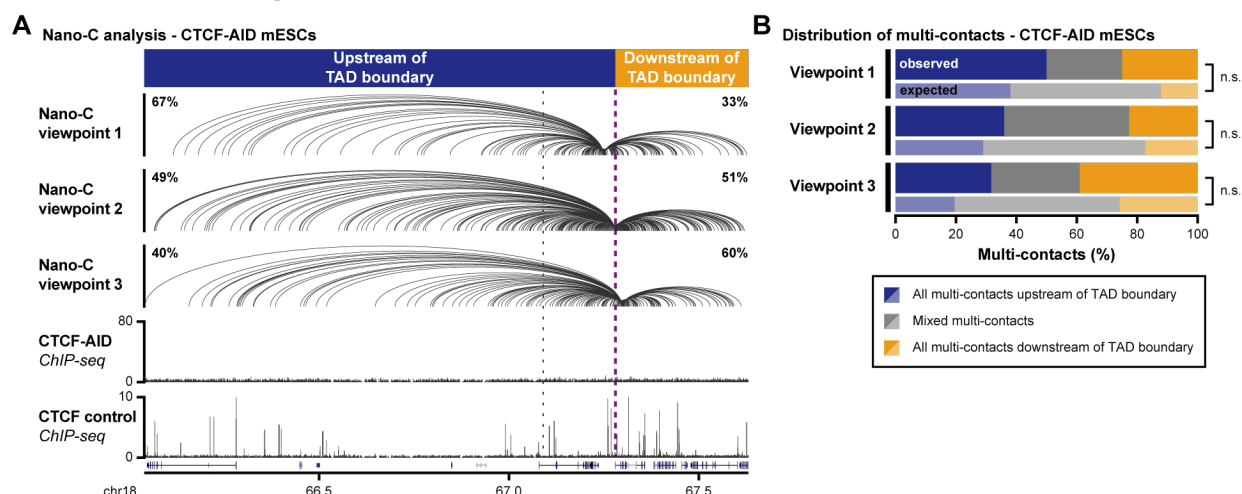 A
Nano-C analysis - CTCF-AID mESCs
Upstream of
TAD boundary
Downstream of
TAD boundary
Nano-C
viewpoint 1
67%
33%
Nano-C
viewpoint 2
49%
51%
Nano-C
viewpoint 3
40%
60%
80
CTCF-AID
ChIP-seq
0
10
CTCF control
ChIP-seq
0
chr18
66.5
67.0
67.5
B
Distribution of multi-contacts - CTCF-AID mESCs
Viewpoint 1
observed
expected
n.s.
Viewpoint 2
n.s.
Viewpoint 3
n.s.
0
20
40
60
80
100
Multi-contacts (%)
All multi-contacts upstream of TAD boundary
Mixed multi-contacts
All multi-contacts downstream of TAD boundary